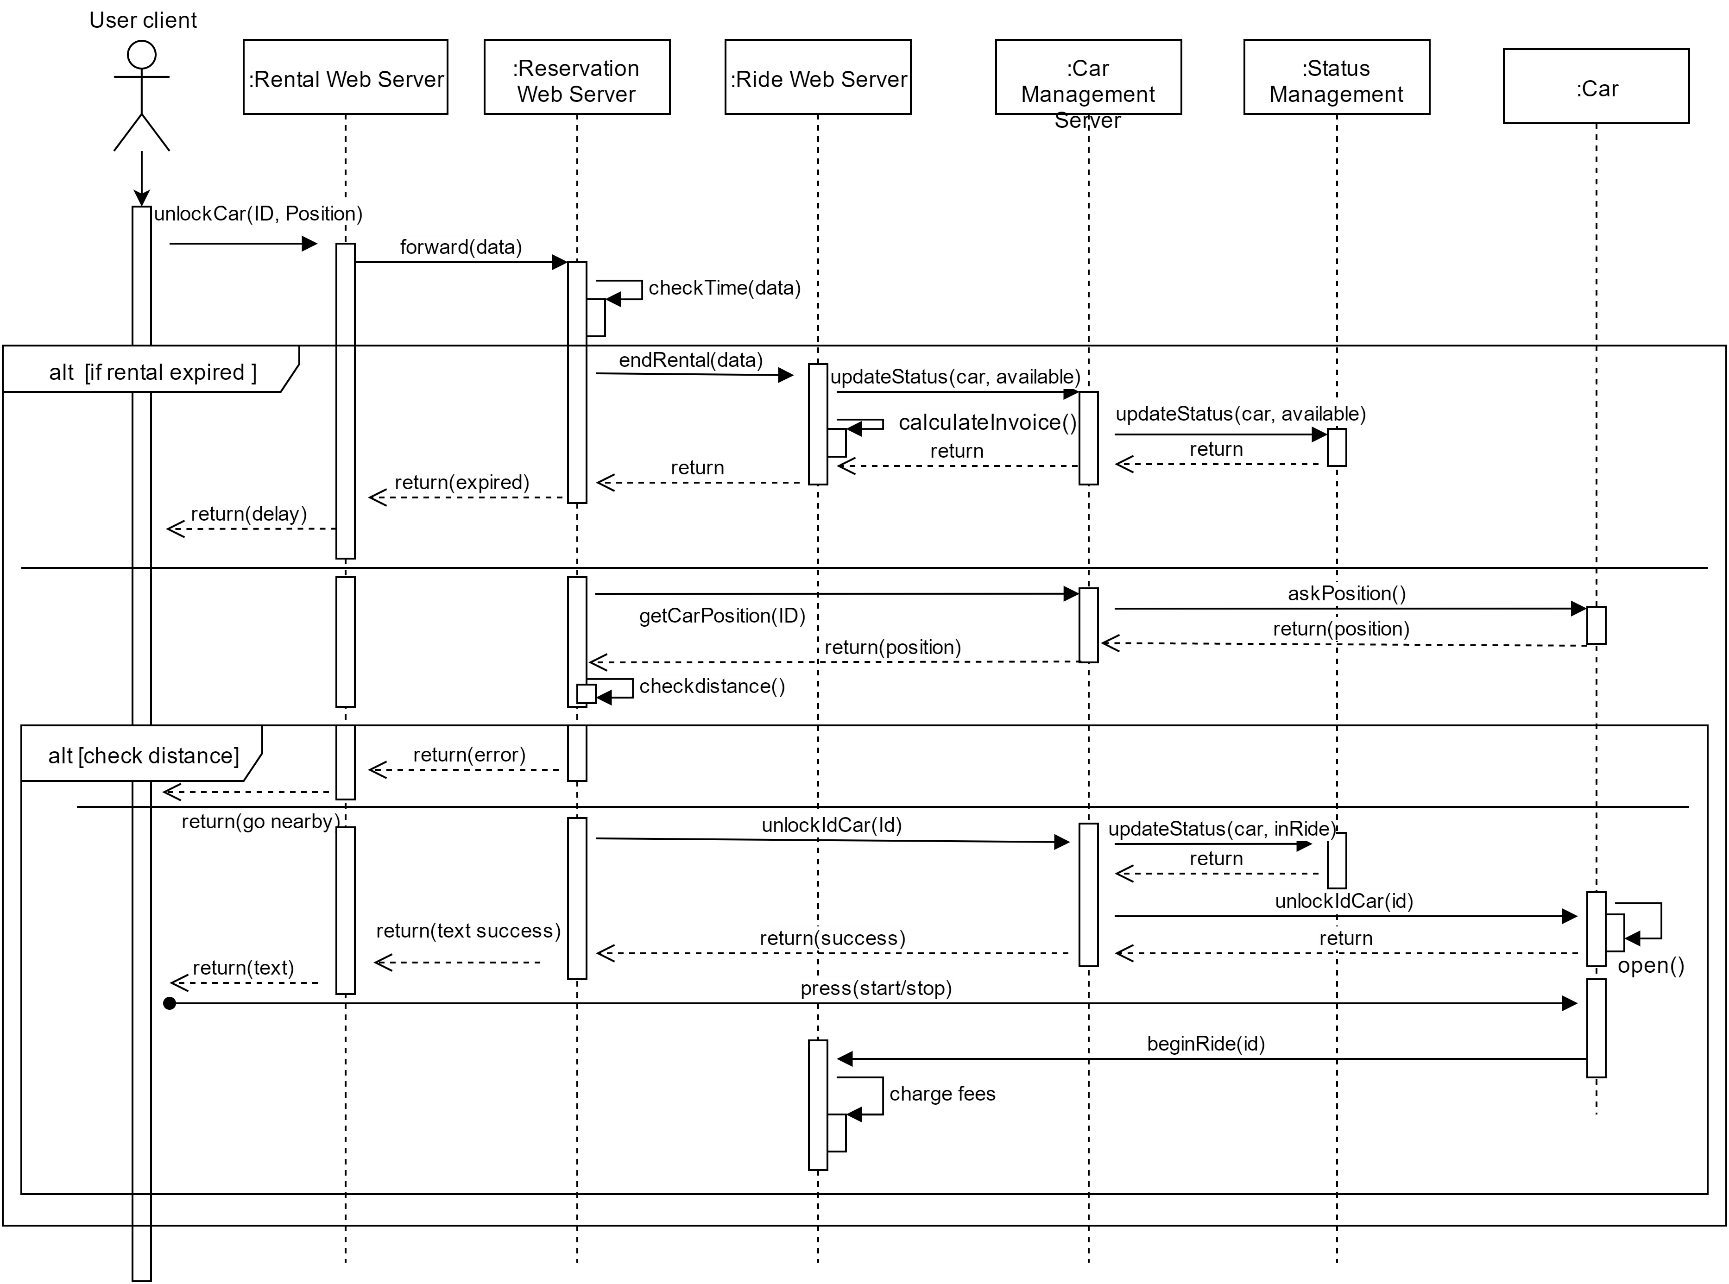 User client
:Rental Web Server
:Reservation
Web Server
:Ride Web Server
:Car
Management
Server
:Status
Management
:Car
unlockCar(ID, Position)
forward(data)
checkTime(data)
alt [if rental expired ]
endRental(data)
updateStatus(car, available)
calculateInvoice()
updateStatus(car, available)
return
return
return
return(expired)
return(delay)
getCarPosition(ID)
askPosition()
return(position)
return(position)
checkdistance()
alt [check distance]
return(error)
return(go nearby)
unlockIdCar(Id)
updateStatus(car, inRide)
return
unlockIdCar(id)
return(text success)
return(success)
return
open()
return(text)
press(start/stop)
beginRide(id)
charge fees